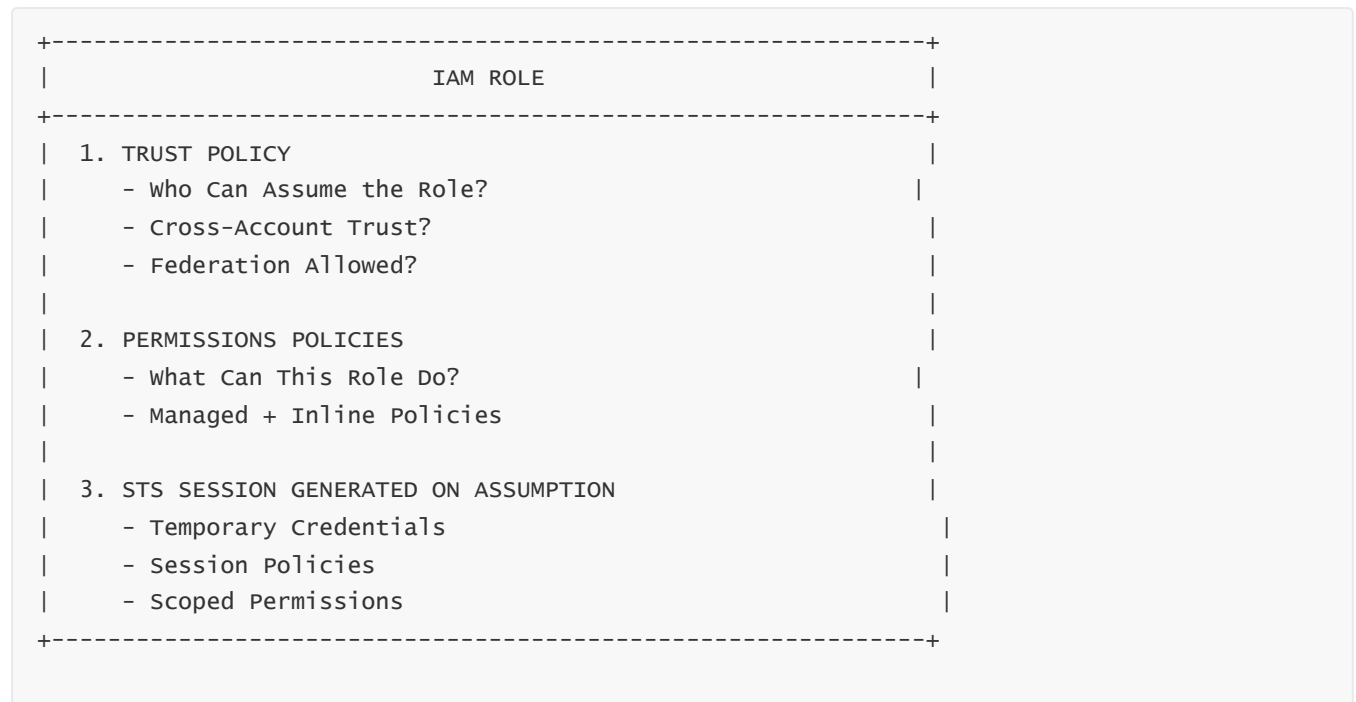 +--------------------------------------------------------------+
|                           IAM ROLE                           |
+--------------------------------------------------------------+
|  1. TRUST POLICY                                             |
|     - Who Can Assume the Role?                              |
|     - Cross-Account Trust?                                   |
|     - Federation Allowed?                                    |
|                                                              |
|  2. PERMISSIONS POLICIES                                     |
|     - What Can This Role Do?                                |
|     - Managed + Inline Policies                              |
|                                                              |
|  3. STS SESSION GENERATED ON ASSUMPTION                      |
|     - Temporary Credentials                                   |
|     - Session Policies                                        |
|     - Scoped Permissions                                      |
+--------------------------------------------------------------+